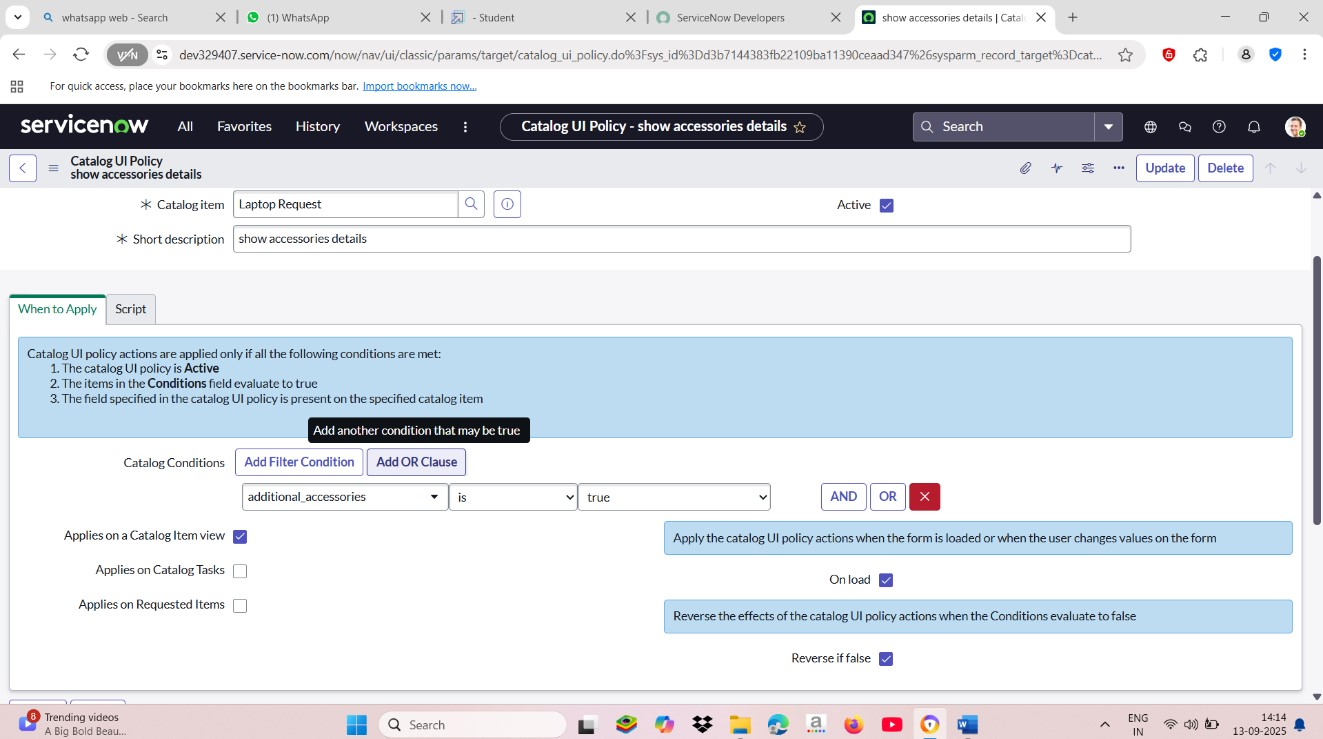 whatsapp web - Search
(1) WhatsApp
- Student
ServiceNow Developers
show accessories details | Catal
V/N
dev329407.service-now.com/now/nav/ui/classic/params/target/catalog_ui_policy.do%3Fsys_id%3Dd3b7144383fb22109ba11390ceaad347%26sysparm_record_target%3Dcat...
For quick access, place your bookmarks here on the bookmarks bar. Import bookmarks now...
servicenow
All
Favorites
History
Workspaces
Catalog UI Policy - show accessories details
Search
Catalog UI Policy
show accessories details
Update
Delete
Catalog item
Laptop Request
Active
Short description
show accessories details
When to Apply
Script
Catalog UI policy actions are applied only if all the following conditions are met:
1. The catalog UI policy is Active
2. The items in the Conditions field evaluate to true
3. The field specified in the catalog UI policy is present on the specified catalog item
Add another condition that may be true
Catalog Conditions
Add Filter Condition
Add OR Clause
additional_accessories
is
true
AND
OR
Applies on a Catalog Item view
Apply the catalog UI policy actions when the form is loaded or when the user changes values on the form
Applies on Catalog Tasks
On load
Applies on Requested Items
Reverse the effects of the catalog UI policy actions when the Conditions evaluate to false
Reverse if false
8
Trending videos
A Big Bold Beau...
Search
ENG
IN
14:14
13-09-2025